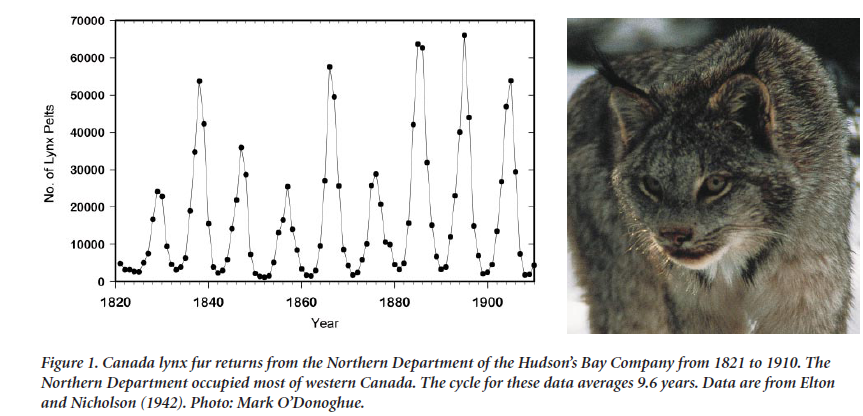 70000
60000
50000
40000
30000
20000
10000
0
No. of Lynx Pelts
1820 1840 1860 1880 1900
Year
Figure 1. Canada lynx fur returns from the Northern Department of the Hudson's Bay Company from 1821 to 1910. The
Northern Department occupied most of western Canada. The cycle for these data averages 9.6 years. Data are from Elton
and Nicholson (1942). Photo: Mark O'Donoghue.